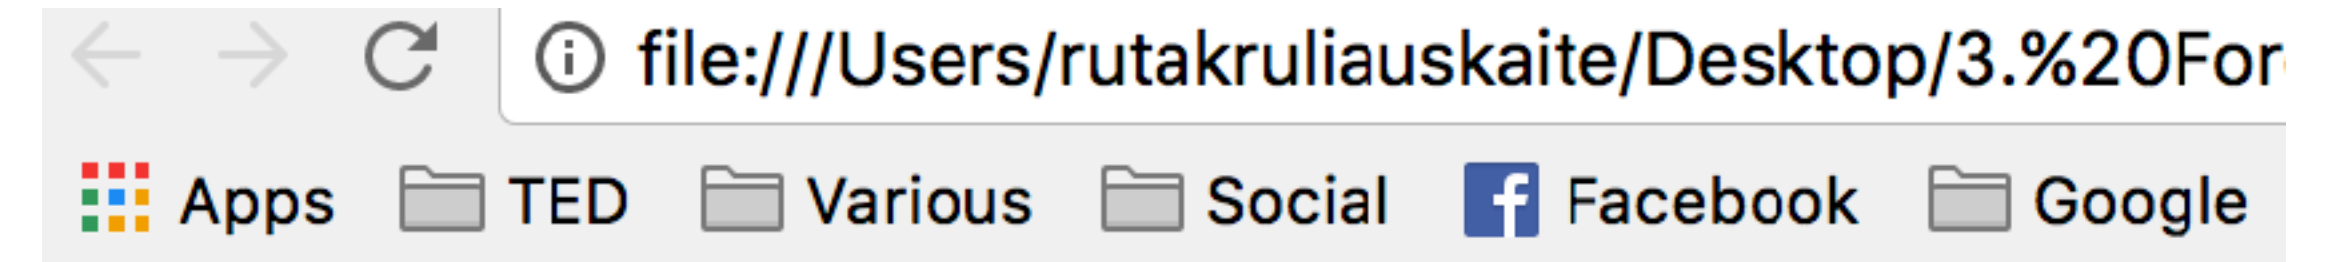 file:///Users/rutakruliauskaite/Desktop/3.%20For
Apps TED Various Social Facebook Google